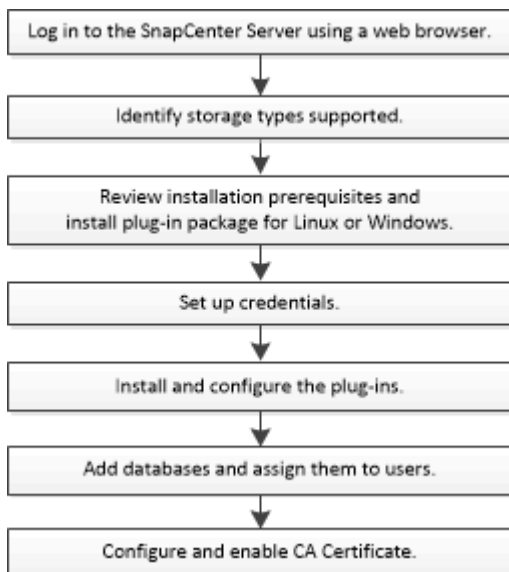 Log in to the SnapCenter Server using a web browser.
Identify storage types supported.
Review installation prerequisites and
install plug-in package for Linux or Windows.
Set up credentials.
Install and configure the plug-ins.
Add databases and assign them to users.
Configure and enable CA Certificate.